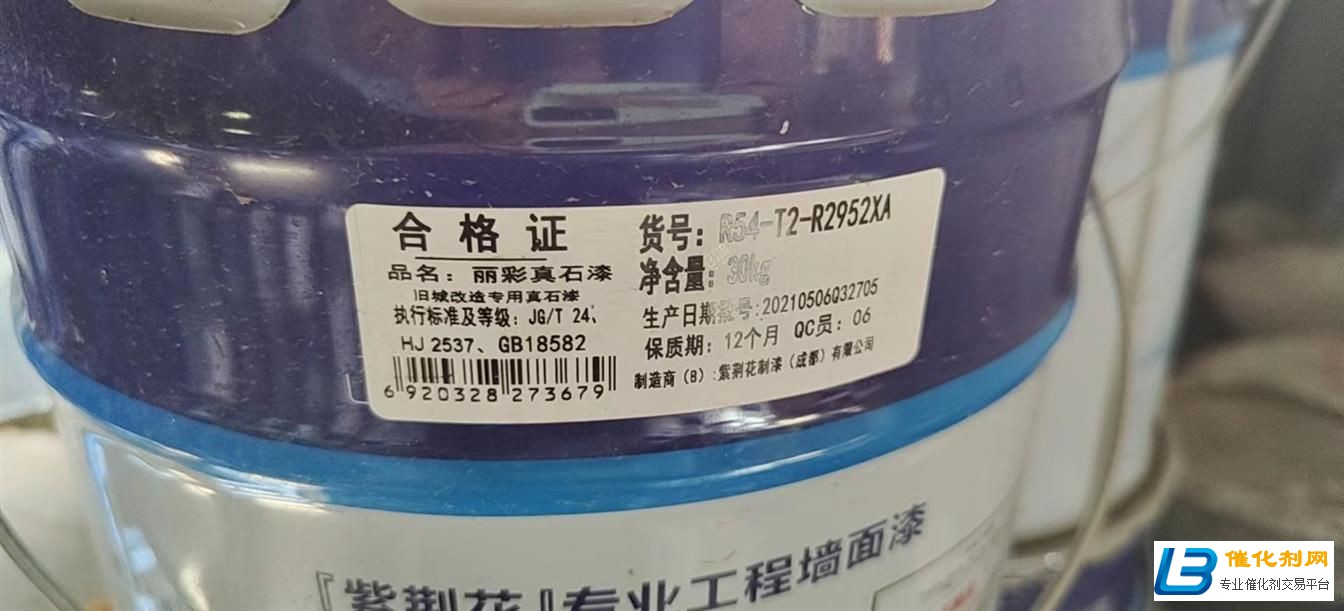 合格证
品名：丽彩真石漆
旧城改造专用真石漆
执行标准及等级：JG/T 24、
HJ 2537、GB18582
6 920328 273679
货号：R54-T2-R2952XA
净含量：30kg
生产日期批号:20210506Q32705
保质期：12个月 QC员：06
制造商（B）:紫荆花制漆（成都）有限公司
『紫荆花』专业工程墙面漆
LB 催化剂网
专业催化剂交易平台